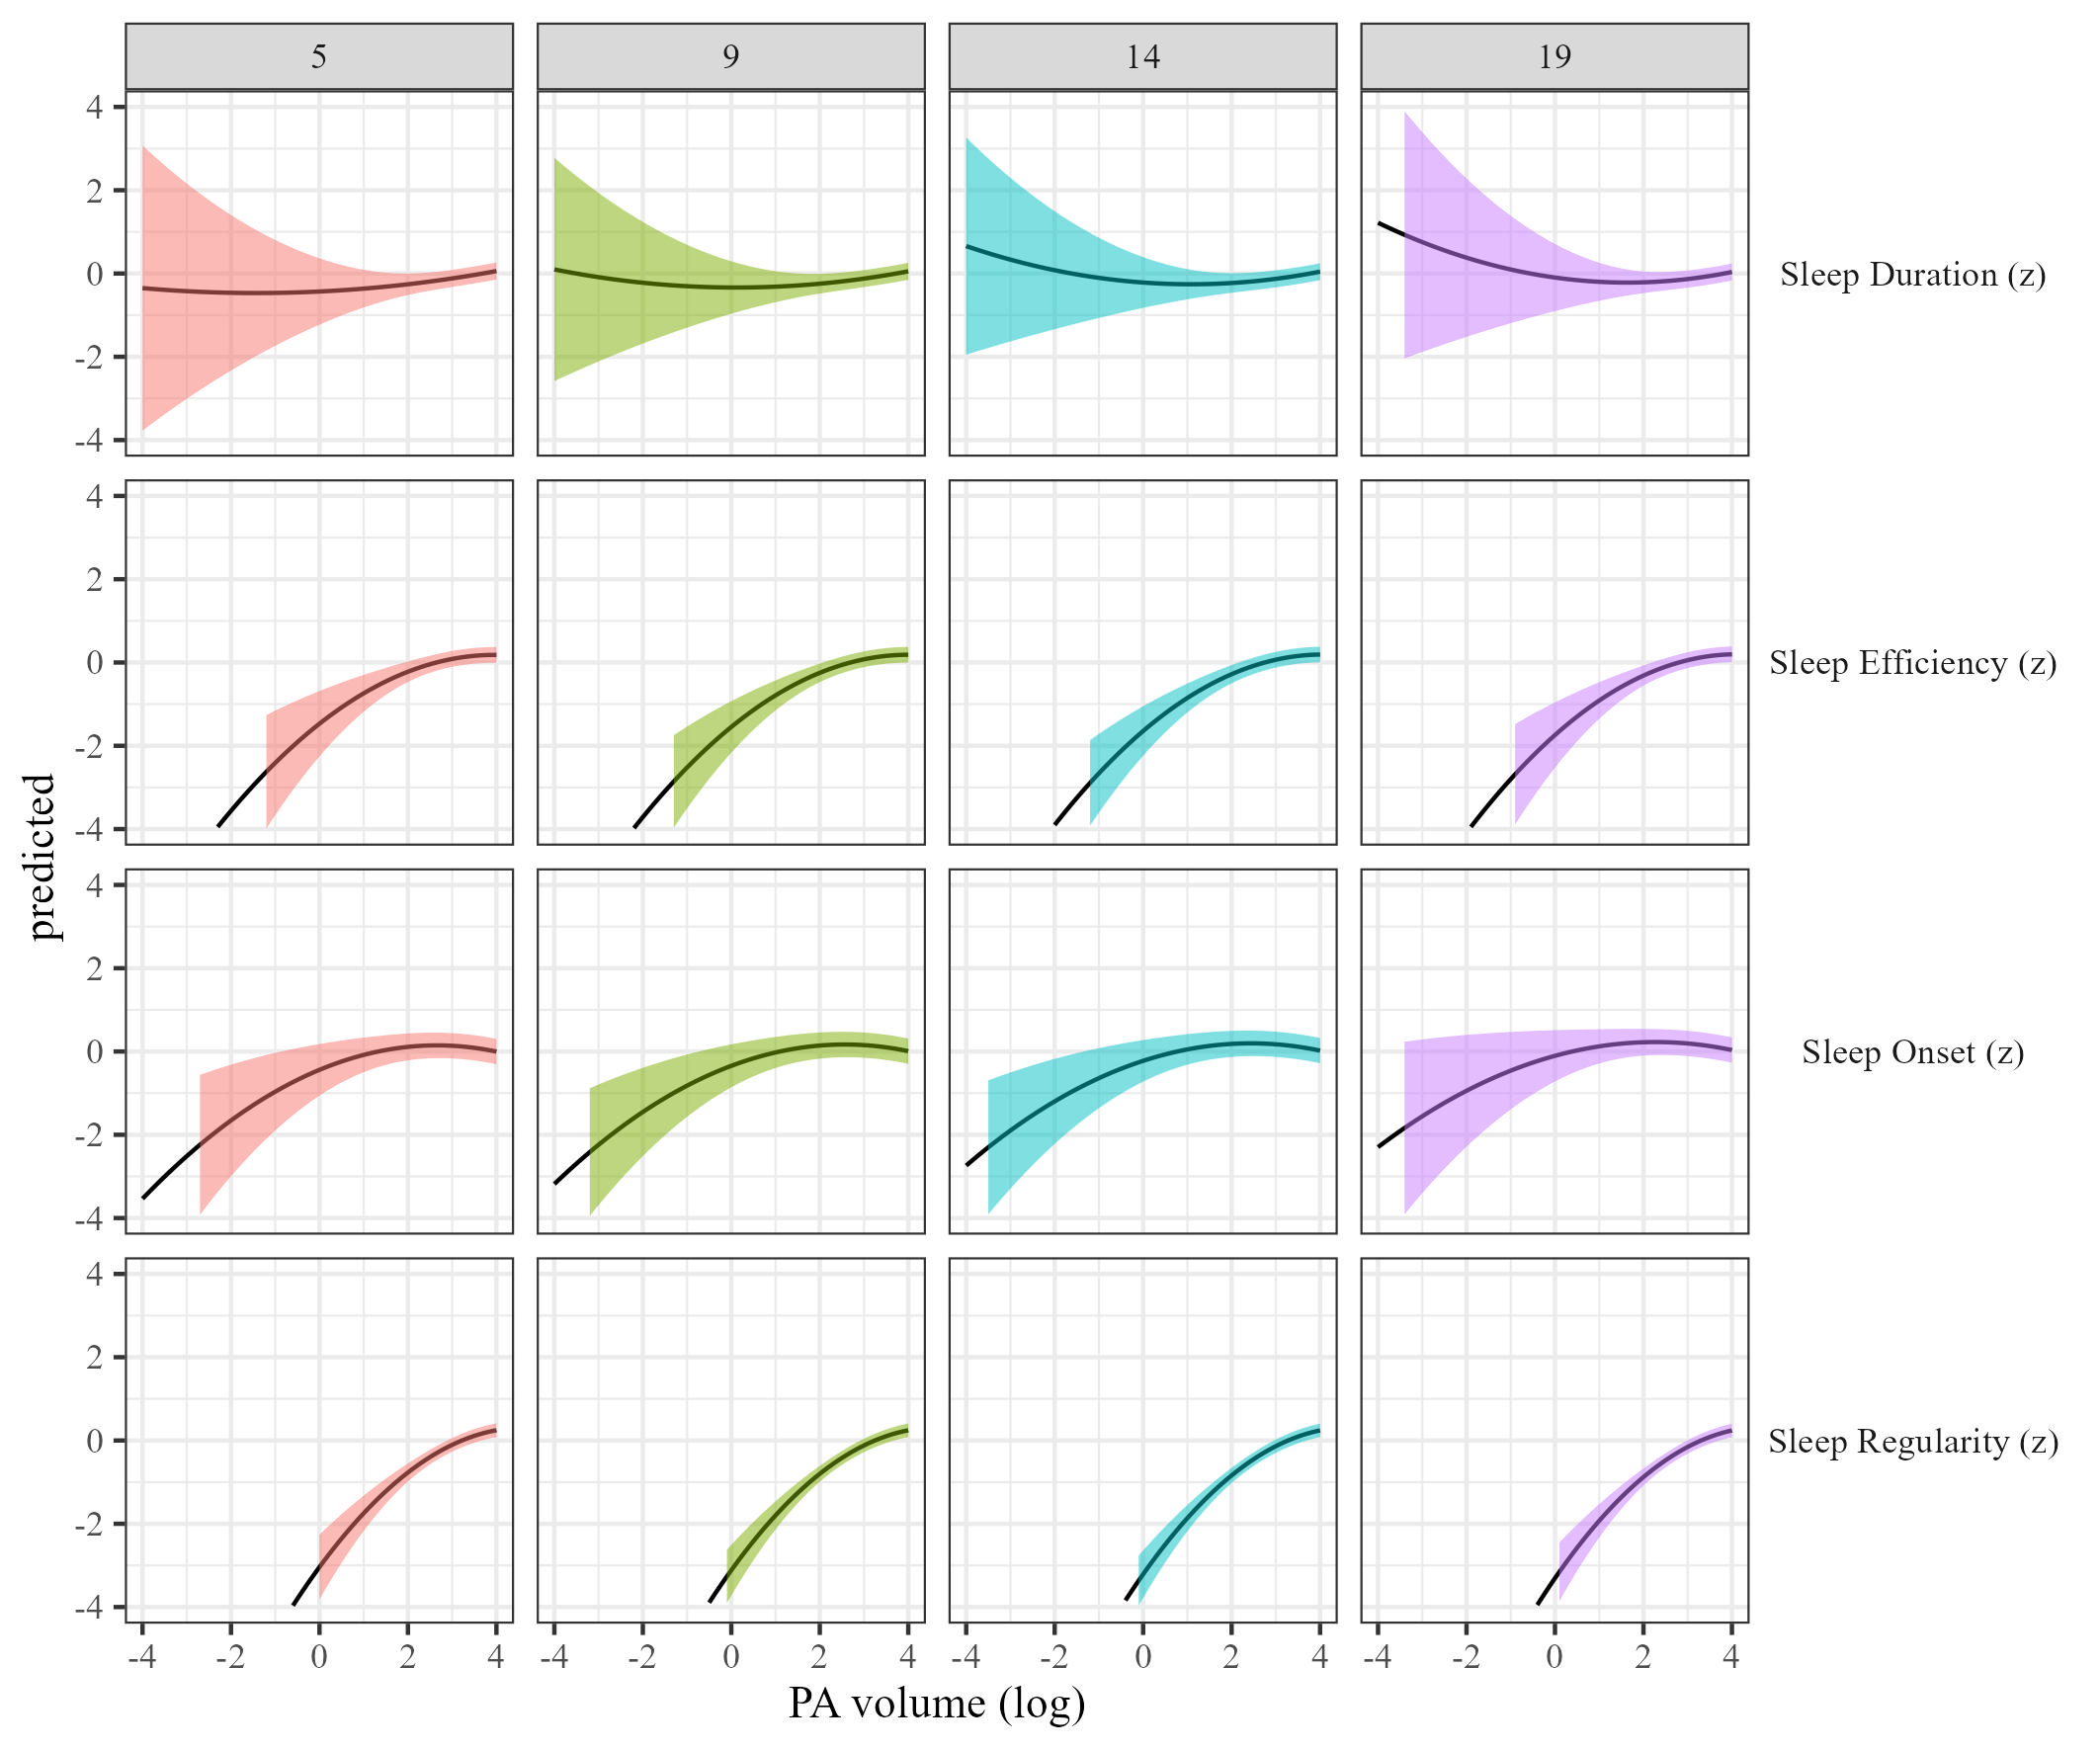 5 9 14 19
4
2
0
-2
-4
Sleep Duration (z)
4
2
0
-2
-4
Sleep Efficiency (z)
predicted
4
2
0
-2
-4
Sleep Onset (z)
4
2
0
-2
-4
Sleep Regularity (z)
-4 -2 0 2 4 -4 -2 0 2 4 -4 -2 0 2 4 -4 -2 0 2 4
PA volume (log)